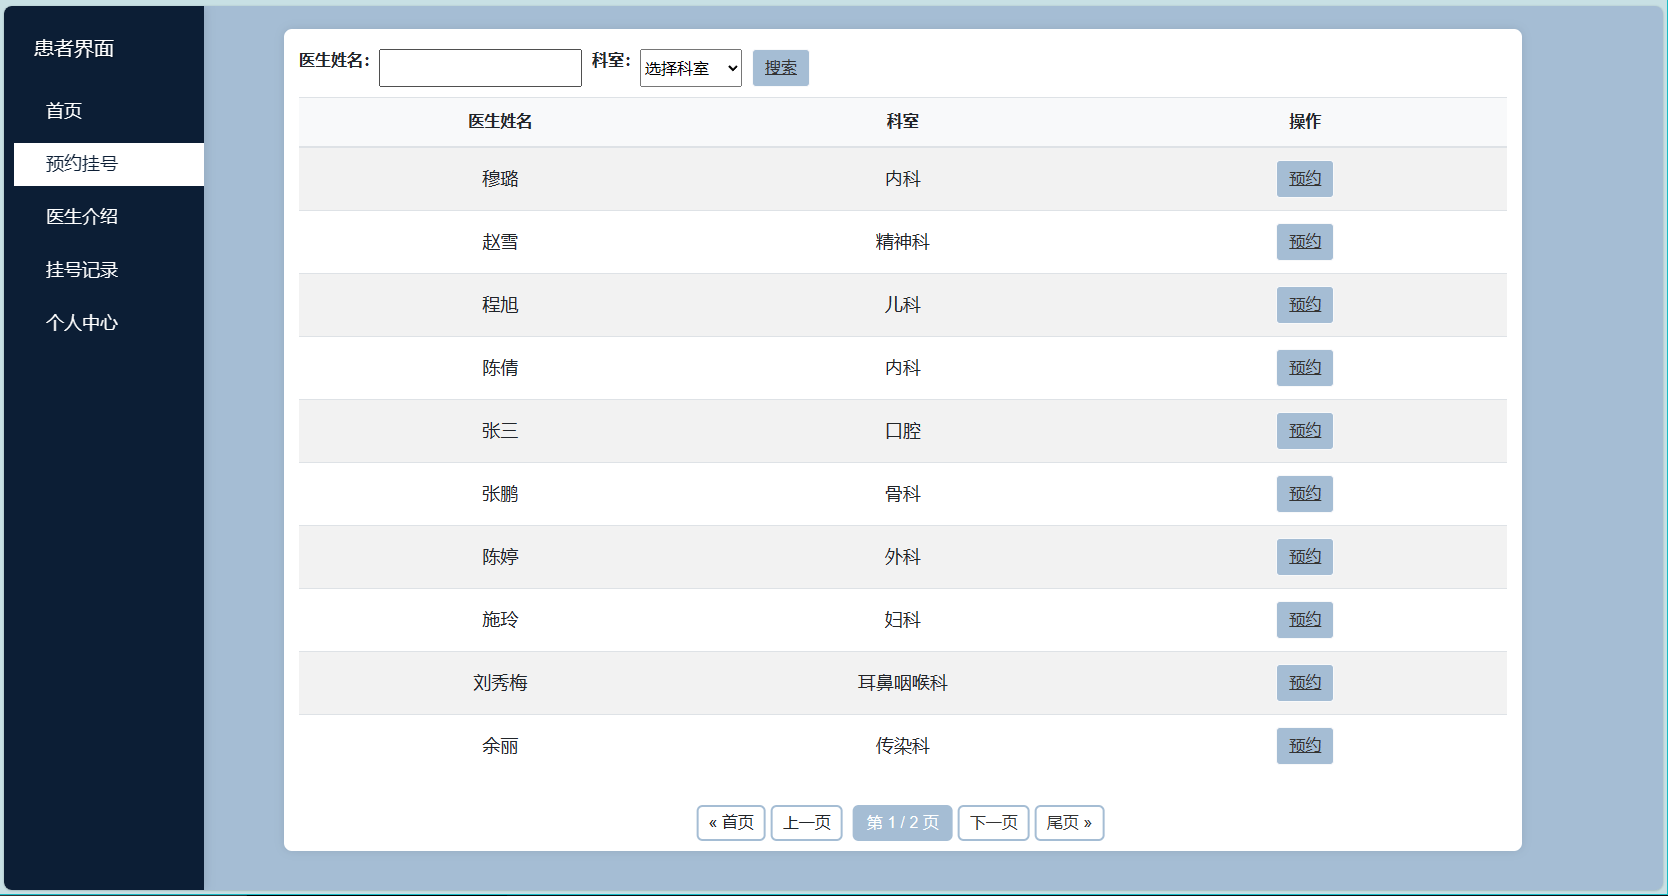 患者界面
首页
预约挂号
医生介绍
挂号记录
个人中心
医生姓名： 科室： 选择科室 搜索
医生姓名 科室 操作
穆璐 内科 预约
赵雪 精神科 预约
程旭 儿科 预约
陈倩 内科 预约
张三 口腔 预约
张鹏 骨科 预约
陈婷 外科 预约
施玲 妇科 预约
刘秀梅 耳鼻咽喉科 预约
余丽 传染科 预约
« 首页 上一页 第 1 / 2 页 下一页 尾页 »